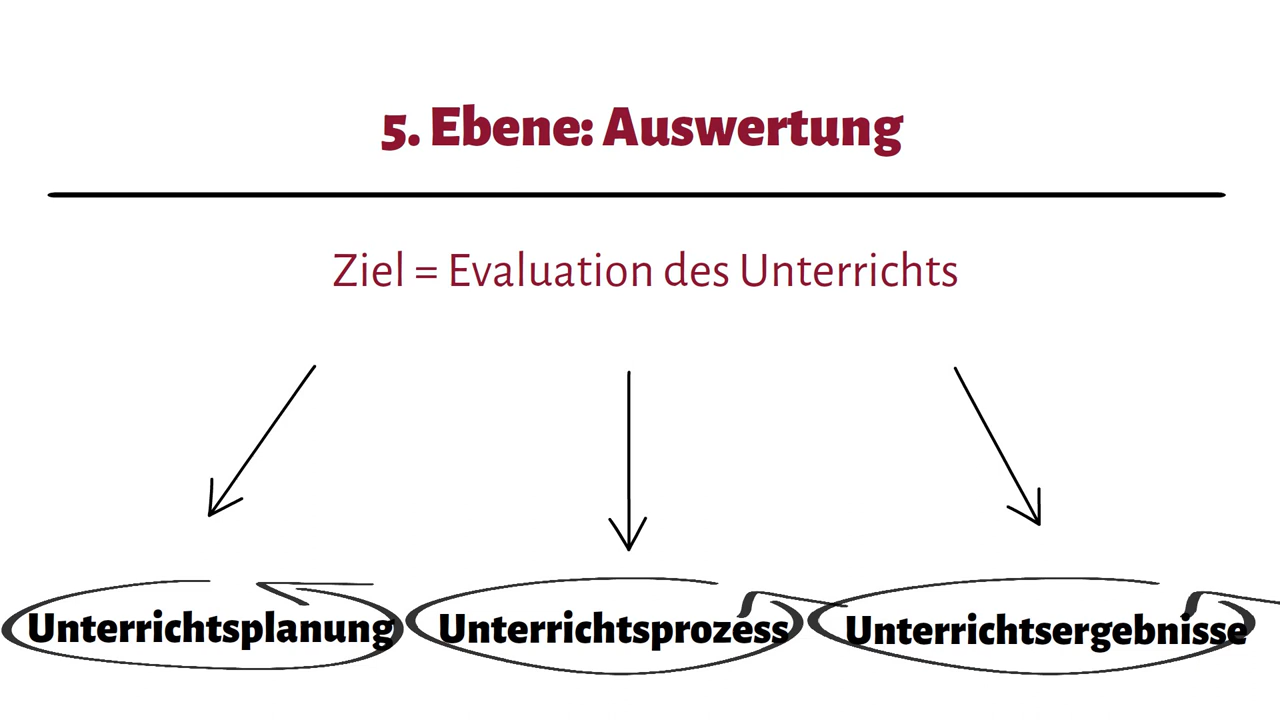 5. Ebene: Auswertung
Ziel = Evaluation des Unterrichts
Unterrichtsplanung Unterrichtsprozess Unterrichtsergebnisse